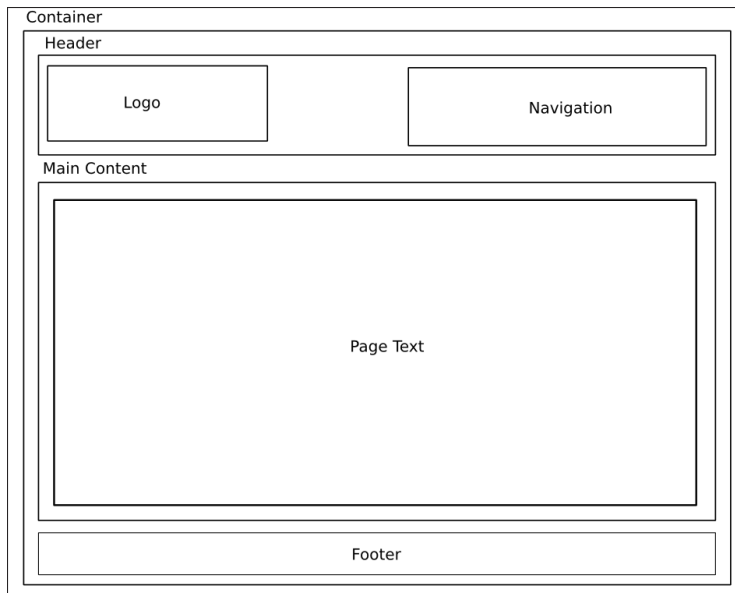 Container
Header
Logo
Navigation
Main Content
Page Text
Footer